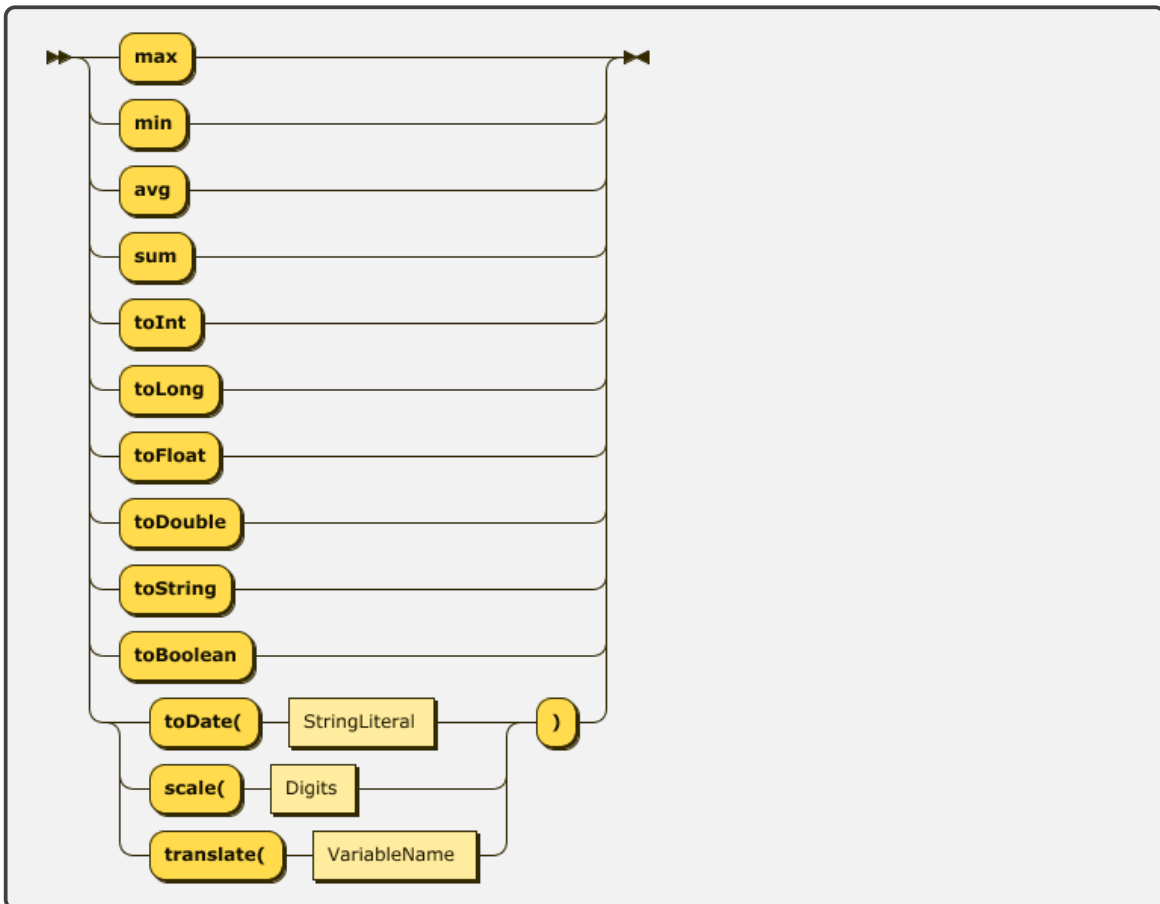 max
min
avg
sum
toInt
toLong
toFloat
toDouble
toString
toBoolean
toDate( StringLiteral )
scale( Digits
translate( VariableName